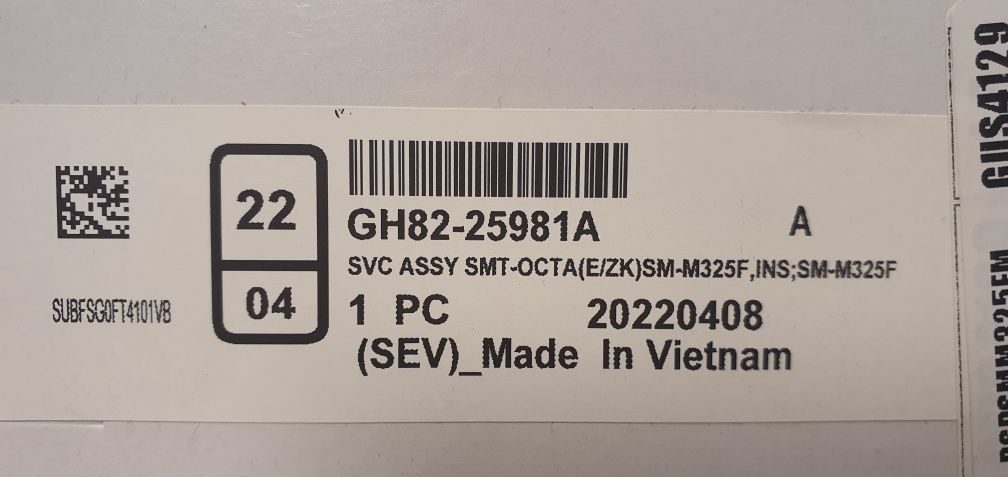 22
04
SUBFSG0FT4101VB
GH82-25981A
A
SVC ASSY SMT-OCTA(E/ZK)SM-M325F,INS;SM-M325F
1 PC 20220408
(SEV)_Made In Vietnam
GUS4129